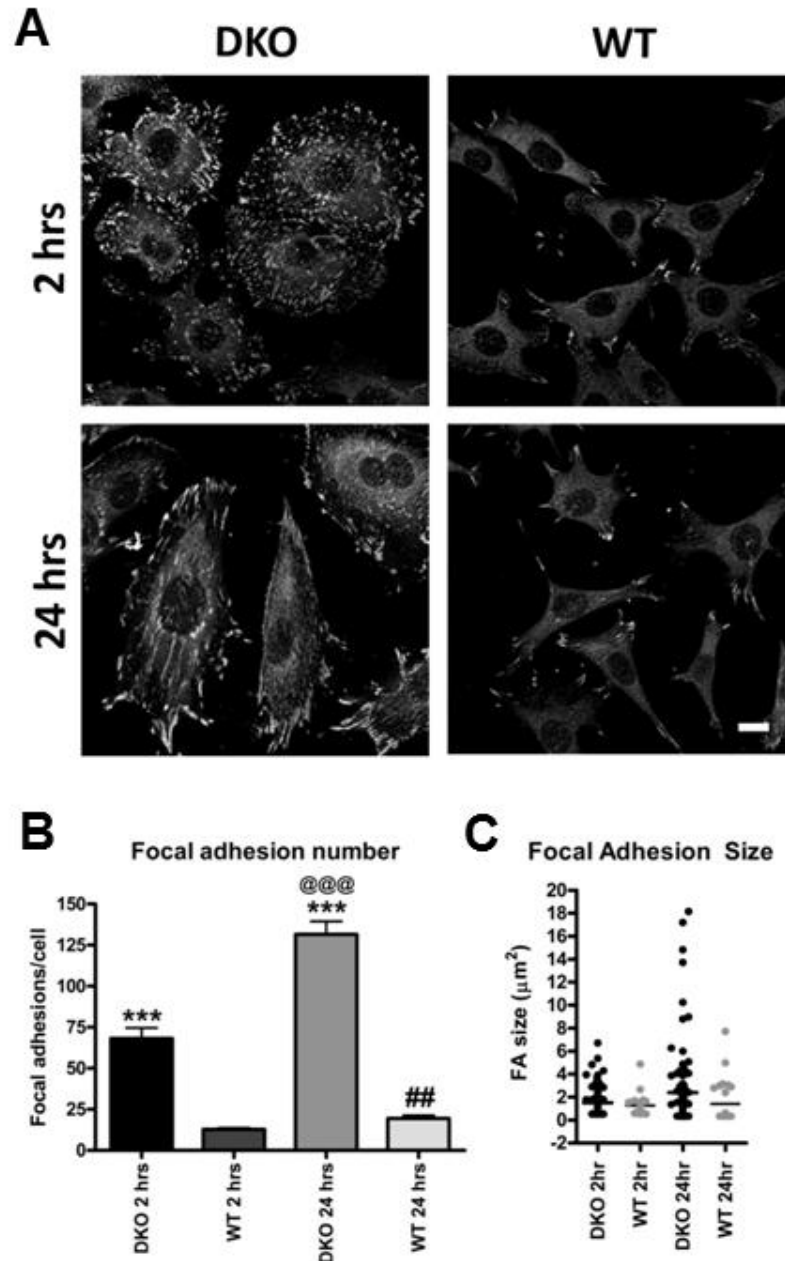 A
DKO WT
2 hrs
24 hrs
B
Focal adhesion number
Focal adhesions/cell
150
125
100
75
50
25
0
***
@@@
***
##
DKO 2 hrs
WT 2 hrs
DKO 24 hrs
WT 24 hrs
C
Focal Adhesion Size
FA size (μm²)
20
18
16
14
12
10
8
6
4
2
0
-2
DKO 2hr
WT 2hr
DKO 24hr
WT 24hr